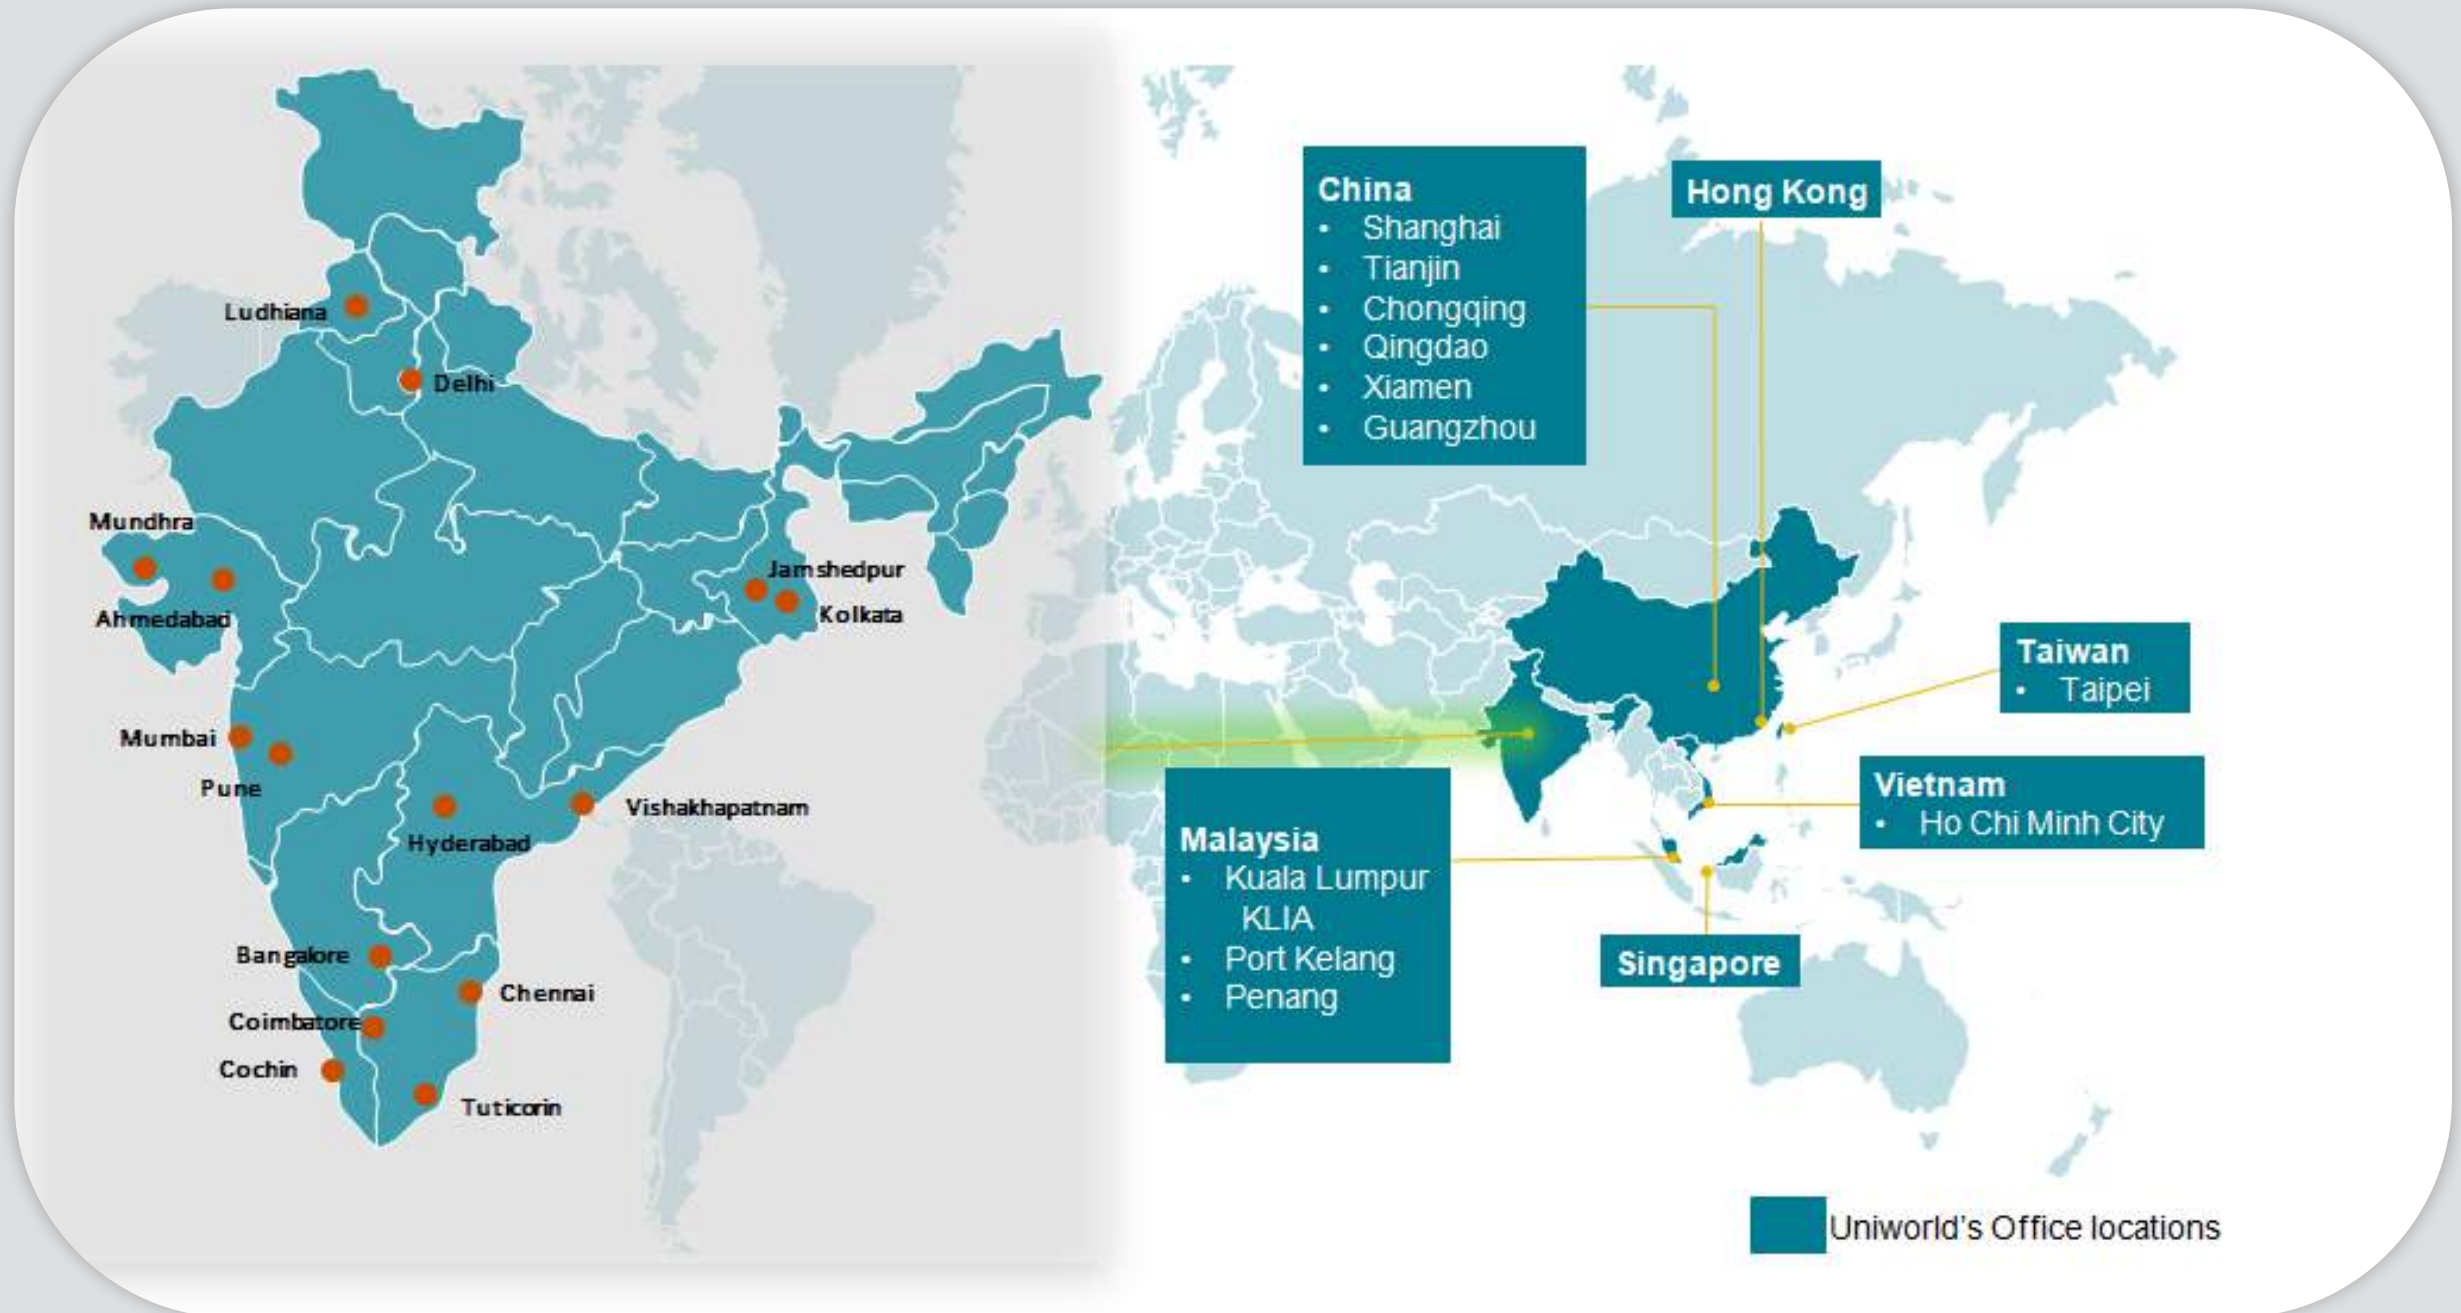 Ludhiana
Delhi
Mundhra
Ahmedabad
Jamshedpur
Kolkata
Mumbai
Pune
Vishakhapatnam
Hyderabad
Bangalore
Chennai
Coimbatore
Cochin
Tuticorin
China
• Shanghai
• Tianjin
• Chongqing
• Qingdao
• Xiamen
• Guangzhou
Hong Kong
Taiwan
• Taipei
Vietnam
• Ho Chi Minh City
Malaysia
• Kuala Lumpur
KLIA
• Port Kelang
• Penang
Singapore
Uniworld's Office locations